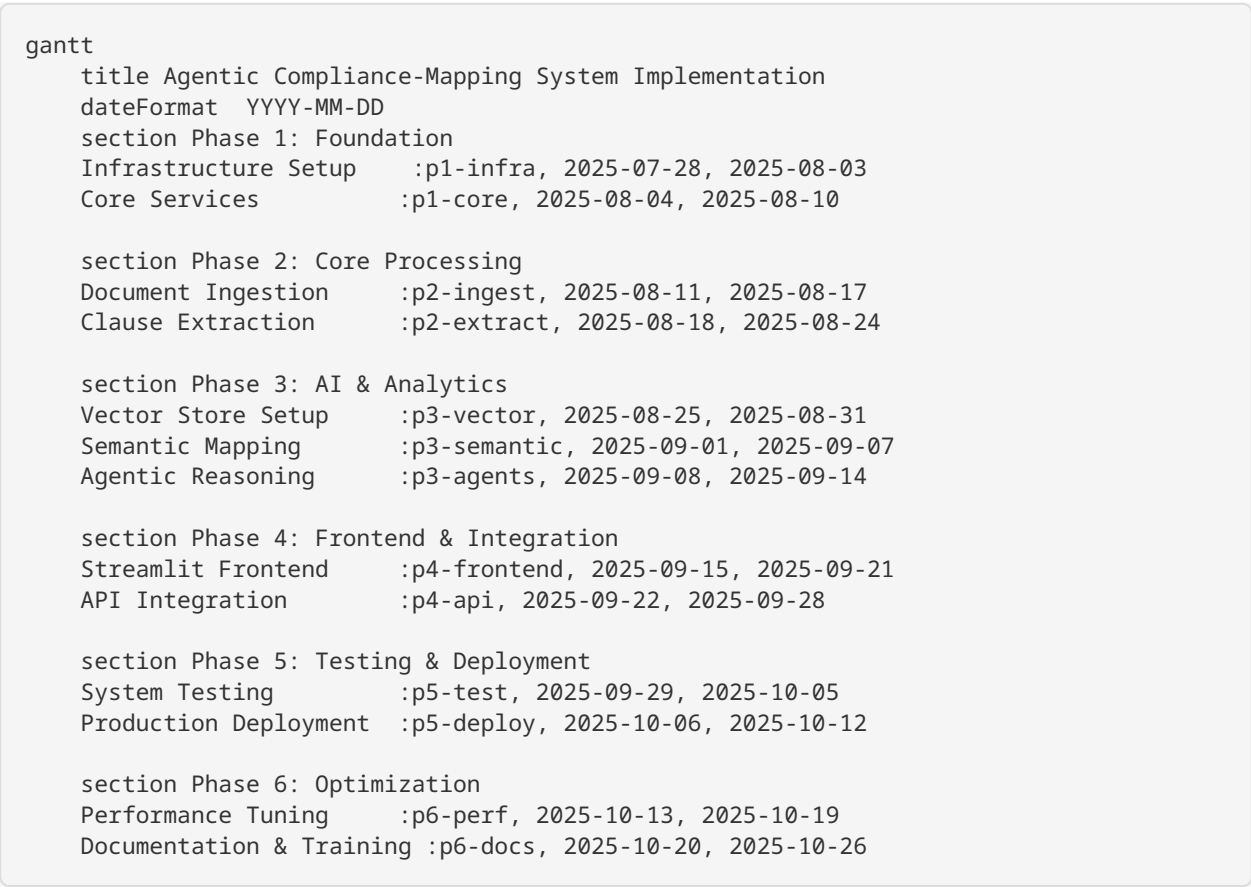 gantt
    title Agentic Compliance-Mapping System Implementation
    dateFormat  YYYY-MM-DD
    section Phase 1: Foundation
    Infrastructure Setup    :p1-infra, 2025-07-28, 2025-08-03
    Core Services          :p1-core, 2025-08-04, 2025-08-10

    section Phase 2: Core Processing
    Document Ingestion     :p2-ingest, 2025-08-11, 2025-08-17
    Clause Extraction      :p2-extract, 2025-08-18, 2025-08-24

    section Phase 3: AI & Analytics
    Vector Store Setup     :p3-vector, 2025-08-25, 2025-08-31
    Semantic Mapping       :p3-semantic, 2025-09-01, 2025-09-07
    Agentic Reasoning      :p3-agents, 2025-09-08, 2025-09-14

    section Phase 4: Frontend & Integration
    Streamlit Frontend     :p4-frontend, 2025-09-15, 2025-09-21
    API Integration        :p4-api, 2025-09-22, 2025-09-28

    section Phase 5: Testing & Deployment
    System Testing         :p5-test, 2025-09-29, 2025-10-05
    Production Deployment  :p5-deploy, 2025-10-06, 2025-10-12

    section Phase 6: Optimization
    Performance Tuning     :p6-perf, 2025-10-13, 2025-10-19
    Documentation & Training :p6-docs, 2025-10-20, 2025-10-26